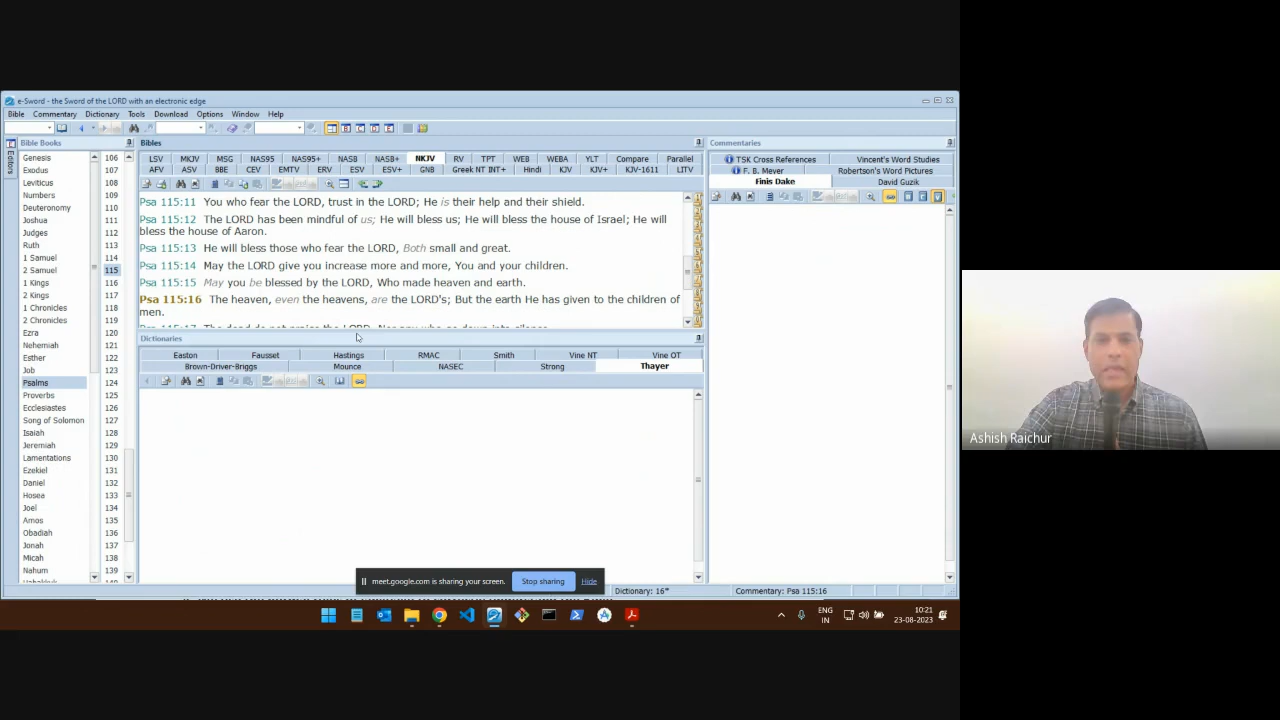 e-Sword - the Sword of the LORD with an electronic edge
Bible Commentary Dictionary Tools Download Options Window Help
Editors
Bible Books
Genesis
Exodus
Leviticus
Numbers
Deuteronomy
Joshua
Judges
Ruth
1 Samuel
2 Samuel
1 Kings
2 Kings
1 Chronicles
2 Chronicles
Ezra
Nehemiah
Esther
Job
Psalms
Proverbs
Ecclesiastes
Song of Solomon
Isaiah
Jeremiah
Lamentations
Ezekiel
Daniel
Hosea
Joel
Amos
Obadiah
Jonah
Micah
Nahum
106
107
108
109
110
111
112
113
114
115
116
117
118
119
120
121
122
123
124
125
126
127
128
129
130
131
132
133
134
135
136
137
138
139
Bibles
LSV MKJV MSG NAS95 NAS95+ NASB NASB+ NKJV RV TPT WEB WEBA YLT Compare Parallel
AFV ASV BBE CEV EMTV ERV ESV ESV+ GNB Greek NT INT+ Hindi KJV KJV+ KJV-1611 LITV
Psa 115:11 You who fear the LORD, trust in the LORD; He is their help and their shield.
Psa 115:12 The LORD has been mindful of us; He will bless us; He will bless the house of Israel; He will
bless the house of Aaron.
Psa 115:13 He will bless those who fear the LORD, Both small and great.
Psa 115:14 May the LORD give you increase more and more, You and your children.
Psa 115:15 May you be blessed by the LORD, Who made heaven and earth.
Psa 115:16 The heaven, even the heavens, are the LORD's; But the earth He has given to the children of
men.
Dictionaries
Easton Fausset Hastings RMAC Smith Vine NT Vine OT
Brown-Driver-Briggs Mounce NASEC Strong Thayer
Commentaries
TSK Cross References Vincent's Word Studies
F. B. Meyer Robertson's Word Pictures
Finis Dake David Guzik
meet.google.com is sharing your screen. Stop sharing Hide
Dictionary: 16* Commentary: Psa 115:16
ENG
IN
10:21
23-08-2023
Ashish Raichur